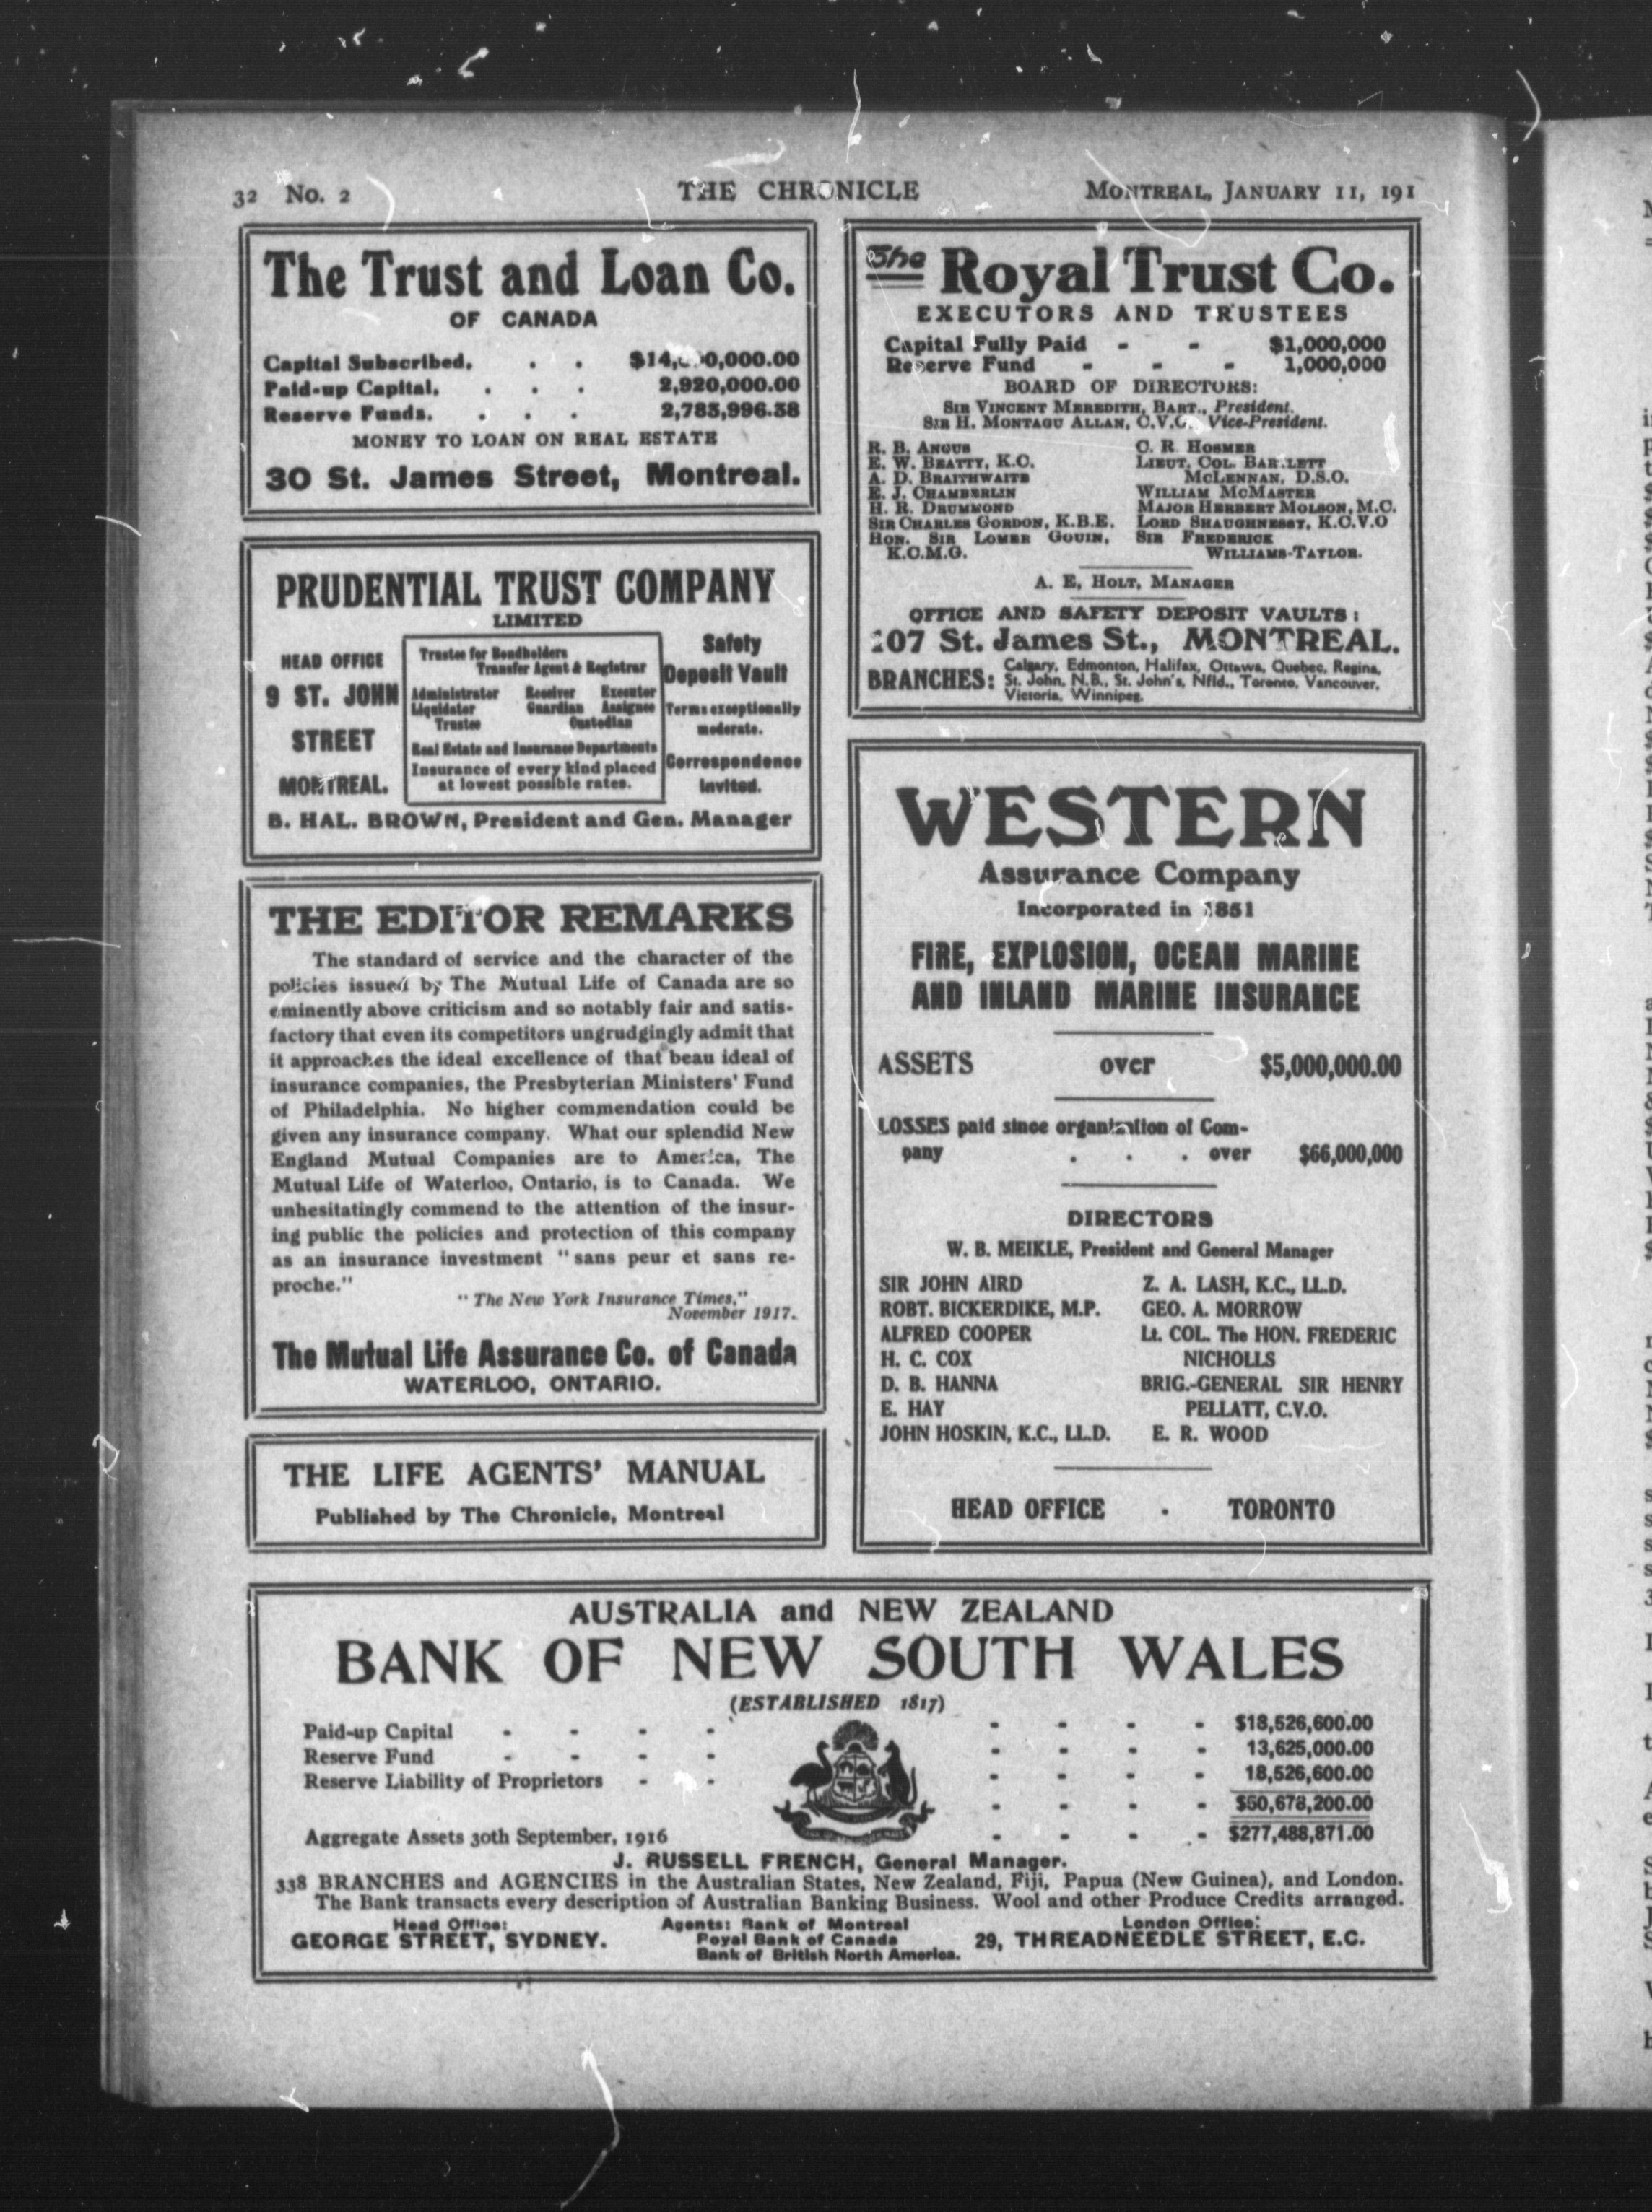 32 No. 2
THE CHRONICLE
MONTREAL, JANUARY 11, 191
The Trust and Loan Co.
OF CANADA
Capital Subscribed, . .
Paid-up Capital, . . . 2,920,000.00
Reserve Funds, . . . 2,783,996.38
MONEY TO LOAN ON REAL ESTATE
30 St. James Street, Montreal.
PRUDENTIAL TRUST COMPANY
LIMITED
HEAD OFFICE
9 ST. JOHN
STREET
MONTREAL.
Trustee for Bondholders
Transfer Agent & Registrar
Administrator Receiver Executor
Liquidator Guardian Assignee
Trustee Custodian
Real Estate and Insurance Departments
Insurance of every kind placed
at lowest possible rates.
Safety
Deposit Vault
Terms exceptionally
moderate.
Correspondence
invited.
B. HAL. BROWN, President and Gen. Manager
THE EDITOR REMARKS
The standard of service and the character of the
policies issued by The Mutual Life of Canada are so
eminently above criticism and so notably fair and satis-
factory that even its competitors ungrudgingly admit that
it approaches the ideal excellence of that beau ideal of
insurance companies, the Presbyterian Ministers' Fund
of Philadelphia. No higher commendation could be
given any insurance company. What our splendid New
England Mutual Companies are to America, The
Mutual Life of Waterloo, Ontario, is to Canada. We
unhesitatingly commend to the attention of the insur-
ing public the policies and protection of this company
as an insurance investment "sans peur et sans re-
proche."
"The New York Insurance Times,"
November 1917.
The Mutual Life Assurance Co. of Canada
WATERLOO, ONTARIO.
THE LIFE AGENTS' MANUAL
Published by The Chronicle, Montreal
The Royal Trust Co.
EXECUTORS AND TRUSTEES
Capital Fully Paid - - $1,000,000
Reserve Fund - - - 1,000,000
BOARD OF DIRECTORS:
SIR VINCENT MEREDITH, BART., President.
SIR H. MONTAGU ALLAN, C.V.O., Vice-President.
R. B. ANGUS
E. W. BEATTY, K.C.
A. D. BRAITHWAITE
E. J. CHAMBERLIN
H. R. DRUMMOND
SIR CHARLES GORDON, K.B.E.
HON. SIR LOMER GOUIN,
K.C.M.G.
C. R. HOSMER
LIEUT. COL. BARTLETT
MCLENNAN, D.S.O.
WILLIAM MCMASTER
MAJOR HERBERT MOLSON, M.C.
LORD SHAUGHNESSY, K.C.V.O
SIR FREDERICK
WILLIAMS-TAYLOR.
A. E, HOLT, MANAGER
OFFICE AND SAFETY DEPOSIT VAULTS:
107 St. James St., MONTREAL.
BRANCHES: Calgary, Edmonton, Halifax, Ottawa, Quebec, Regina,
St. John, N.B., St. John's, Nfld., Toronto, Vancouver,
Victoria, Winnipeg.
WESTERN
Assurance Company
Incorporated in 1851
FIRE, EXPLOSION, OCEAN MARINE
AND INLAND MARINE INSURANCE
ASSETS over $5,000,000.00
LOSSES paid since organization of Com-
pany . . . over $66,000,000
DIRECTORS
W. B. MEIKLE, President and General Manager
SIR JOHN AIRD
ROBT. BICKERDIKE, M.P.
ALFRED COOPER
H. C. COX
D. B. HANNA
E. HAY
JOHN HOSKIN, K.C., LL.D.
Z. A. LASH, K.C., LL.D.
GEO. A. MORROW
Lt. COL. The HON. FREDERIC
NICHOLLS
BRIG.-GENERAL SIR HENRY
PELLATT, C.V.O.
E. R. WOOD
HEAD OFFICE . TORONTO
AUSTRALIA and NEW ZEALAND
BANK OF NEW SOUTH WALES
(ESTABLISHED 1817)
Paid-up Capital - - - - - - - - $18,526,600.00
Reserve Fund - - - - - - - - 13,625,000.00
Reserve Liability of Proprietors - - - - - - 18,526,600.00
- - - - $50,678,200.00
Aggregate Assets 30th September, 1916 - - - - $277,488,871.00
J. RUSSELL FRENCH, General Manager.
338 BRANCHES and AGENCIES in the Australian States, New Zealand, Fiji, Papua (New Guinea), and London.
The Bank transacts every description of Australian Banking Business. Wool and other Produce Credits arranged.
Head Office:
GEORGE STREET, SYDNEY.
Agents: Bank of Montreal
Royal Bank of Canada
Bank of British North America.
London Office:
29, THREADNEEDLE STREET, E.C.